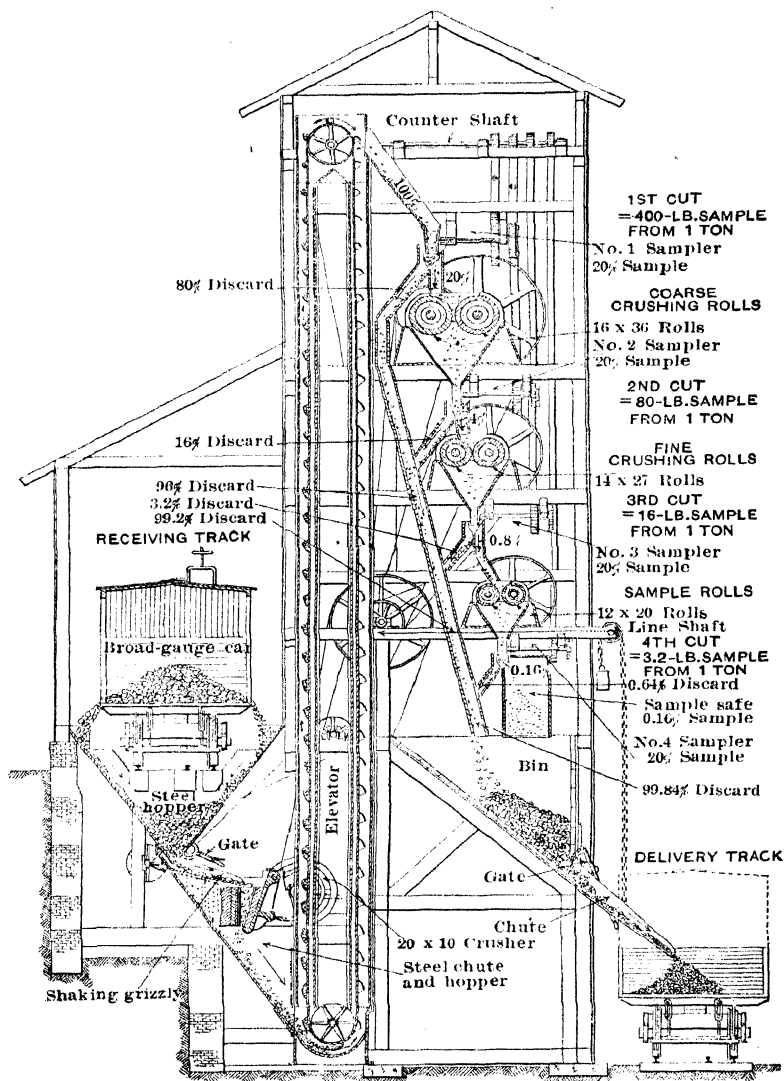 Counter Shaft
100%
1ST CUT
=400-LB.SAMPLE
FROM 1 TON
No. 1 Sampler
20% Sample
80% Discard
20%
COARSE
CRUSHING ROLLS
16 x 36 Rolls
No. 2 Sampler
20% Sample
2ND CUT
=80-LB.SAMPLE
FROM 1 TON
16% Discard
FINE
CRUSHING ROLLS
14 x 27 Rolls
96% Discard
3.2% Discard
99.2% Discard
3RD CUT
=16-LB.SAMPLE
FROM 1 TON
0.8%
No. 3 Sampler
20% Sample
RECEIVING TRACK
SAMPLE ROLLS
12 x 20 Rolls
Line Shaft
4TH CUT
=3.2-LB.SAMPLE
FROM 1 TON
Broad-gauge car
0.16%
0.64% Discard
Sample safe
0.16% Sample
No.4 Sampler
20% Sample
Bin
99.84% Discard
Steel
hopper
Elevator
Gate
Gate
DELIVERY TRACK
Chute
20 x 10 Crusher
Steel chute
and hopper
Shaking grizzly